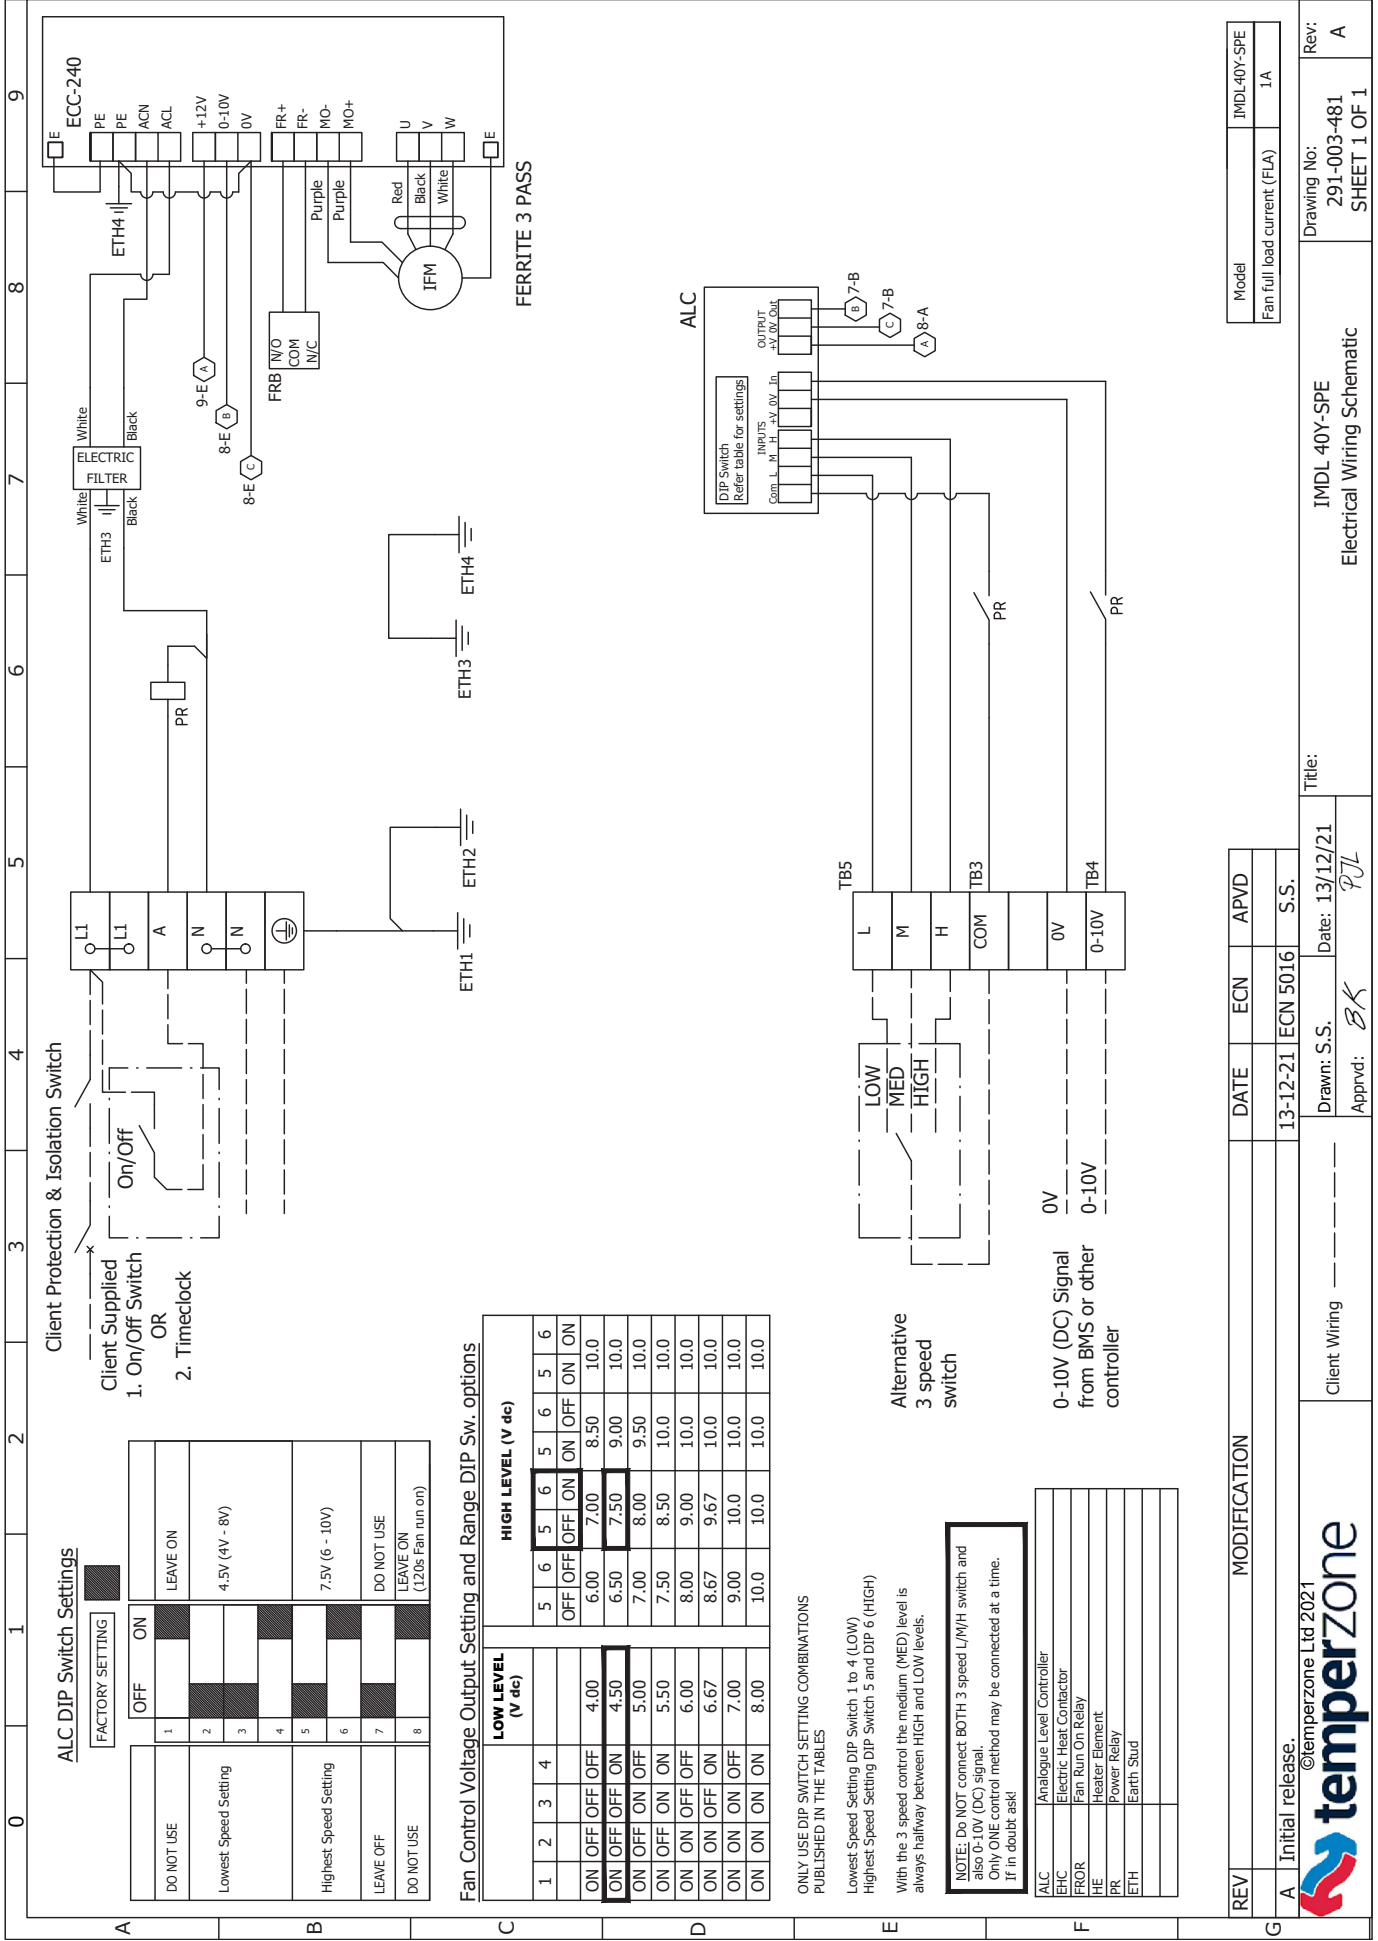 0 1 2 3 4 5 6 7 8 9
A
B
C
D
E
F
G
ALC DIP Switch Settings
FACTORY SETTING
OFF ON
DO NOT USE 1 LEAVE ON
Lowest Speed Setting 2 3 4 4.5V (4V - 8V)
Highest Speed Setting 5 6 7.5V (6 - 10V)
LEAVE OFF 7 DO NOT USE
DO NOT USE 8 LEAVE ON
(120s Fan run on)
Fan Control Voltage Output Setting and Range DIP Sw. options
LOW LEVEL
(V dc)
HIGH LEVEL (V dc)
1 2 3 4 5 6 5 6 5 6 5 6
OFF OFF OFF ON ON OFF ON ON
ON OFF OFF OFF 4.00 6.00 7.00 8.50 10.0
ON OFF OFF ON 4.50 6.50 7.50 9.00 10.0
ON OFF ON OFF 5.00 7.00 8.00 9.50 10.0
ON OFF ON ON 5.50 7.50 8.50 10.0 10.0
ON ON OFF OFF 6.00 8.00 9.00 10.0 10.0
ON ON OFF ON 6.67 8.67 9.67 10.0 10.0
ON ON ON OFF 7.00 9.00 10.0 10.0 10.0
ON ON ON ON 8.00 10.0 10.0 10.0 10.0
ONLY USE DIP SWITCH SETTING COMBINATIONS
PUBLISHED IN THE TABLES
Lowest Speed Setting DIP Switch 1 to 4 (LOW)
Highest Speed Setting DIP Switch 5 and DIP 6 (HIGH)
With the 3 speed control the medium (MED) level is
always halfway between HIGH and LOW levels.
NOTE: Do NOT connect BOTH 3 speed L/M/H switch and
also 0-10V (DC) signal.
Only ONE control method may be connected at a time.
If in doubt ask!
ALC Analogue Level Controller
EHC Electric Heat Contactor
FROR Fan Run On Relay
HE Heater Element
PR Power Relay
ETH Earth Stud
Client Protection & Isolation Switch
Client Supplied
1. On/Off Switch
OR
2. Timeclock
On/Off
L1
L1
A
N
N
ETH1
ETH2
PR
ETH3
ETH4
White
White
ELECTRIC
FILTER
Black
Black
ETH3
ETH4
9-E A
8-E B
8-E C
FRB
N/O
COM
N/C
ECC-240
E
PE
PE
ACN
ACL
+12V
0-10V
0V
FR+
FR-
MO-
MO+
Purple
Purple
U
V
W
Red
Black
White
IFM
E
FERRITE 3 PASS
Alternative
3 speed
switch
LOW
MED
HIGH
0-10V (DC) Signal
from BMS or other
controller
0V
0-10V
TB5
L
M
H
COM
TB3
0V
0-10V
TB4
PR
PR
ALC
DIP Switch
Refer table for settings
INPUTS
Com L M H +V 0V In
OUTPUT
+V 0V Out
B 7-B
C 7-B
A 8-A
Model IMDL40Y-SPE
Fan full load current (FLA) 1A
REV MODIFICATION DATE ECN APVD
A Initial release. 13-12-21 ECN 5016 S.S.
©temperzone Ltd 2021
temperzone
Client Wiring
Drawn: S.S.
Date: 13/12/21
Apprvd: BK PJL
Title:
IMDL 40Y-SPE
Electrical Wiring Schematic
Drawing No:
291-003-481
SHEET 1 OF 1
Rev:
A